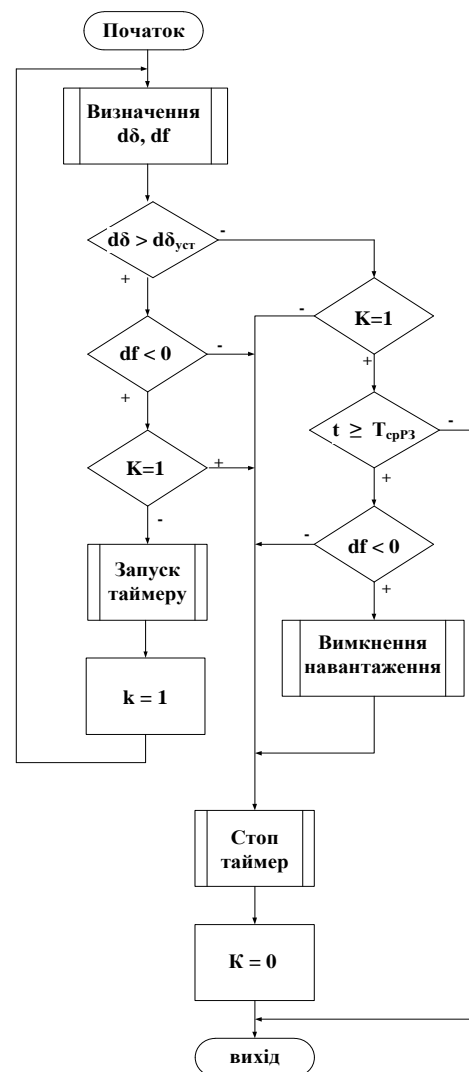 Початок
Визначення
dδ, df
dδ > dδуст
-
+
K=1
-
+
df < 0
-
+
t ≥ ТсрРЗ
-
+
K=1
+
-
df < 0
-
+
Запуск
таймеру
Вимкнення
навантаження
k = 1
Стоп
таймер
К = 0
вихід